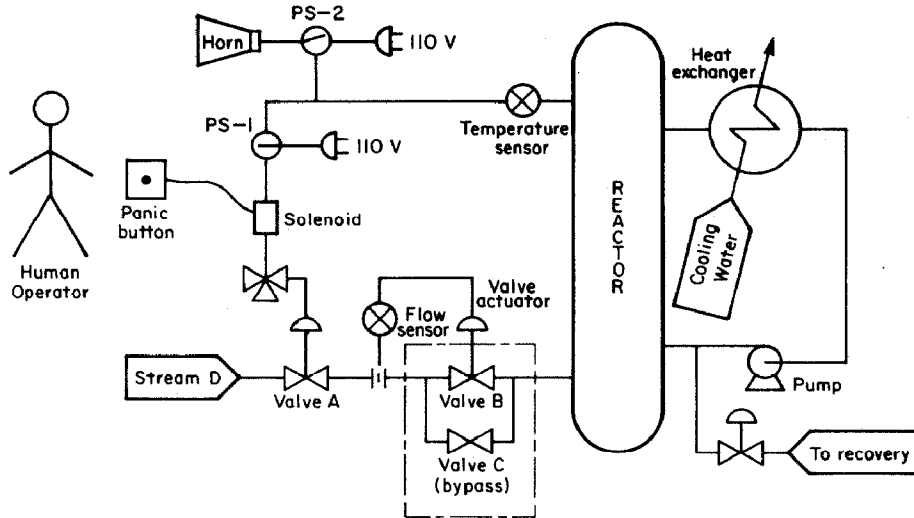 PS-2
Horn
110 V
Heat
exchanger
PS-1
110 V
Temperature
sensor
Panic
button
Solenoid
REACTOR
Cooling
Water
Human
Operator
Valve
actuator
Flow
sensor
Stream D
Valve A
Valve B
Pump
Valve C
(bypass)
To recovery